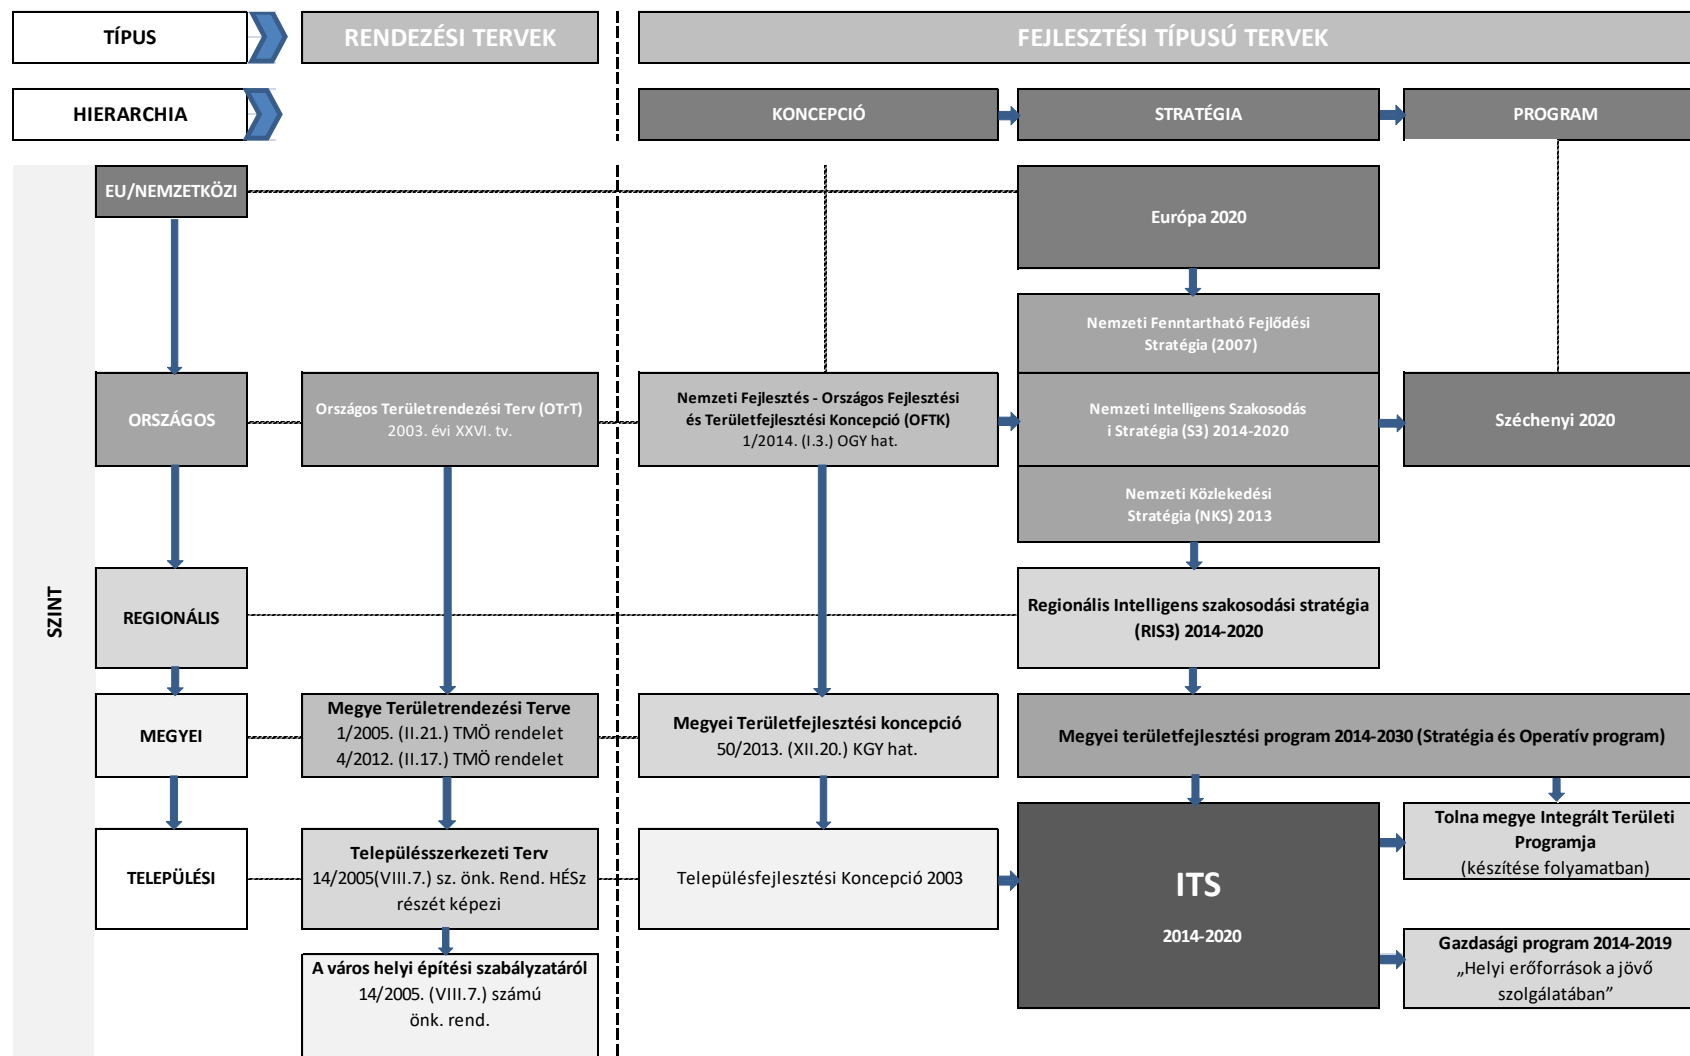 TÍPUS
RENDEZÉSI TERVEK
FEJLESZTÉSI TÍPUSÚ TERVEK
HIERARCHIA
KONCEPCIÓ
STRATÉGIA
PROGRAM
SZINT
EU/NEMZETKÖZI
Európa 2020
Nemzeti Fenntartható Fejlődési
Stratégia (2007)
ORSZÁGOS
Országos Területrendezési Terv (OTrT)
2003. évi XXVI. tv.
Nemzeti Fejlesztés - Országos Fejlesztési
és Területfejlesztési Koncepció (OFTK)
1/2014. (I.3.) OGY hat.
Nemzeti Intelligens Szakosodás
i Stratégia (S3) 2014-2020
Széchenyi 2020
Nemzeti Közlekedési
Stratégia (NKS) 2013
REGIONÁLIS
Regionális Intelligens szakosodási stratégia
(RIS3) 2014-2020
MEGYEI
Megye Területrendezési Terve
1/2005. (II.21.) TMÖ rendelet
4/2012. (II.17.) TMÖ rendelet
Megyei Területfejlesztési koncepció
50/2013. (XII.20.) KGY hat.
Megyei területfejlesztési program 2014-2030 (Stratégia és Operatív program)
TELEPÜLÉSI
Településszerkezeti Terv
14/2005(VIII.7.) sz. önk. Rend. HÉSz
részét képezi
Településfejlesztési Koncepció 2003
ITS
2014-2020
Tolna megye Integrált Területi
Programja
(készítése folyamatban)
Gazdasági program 2014-2019
„Helyi erőforrások a jövő
szolgálatában”
A város helyi építési szabályzatáról
14/2005. (VIII.7.) számú
önk. rend.